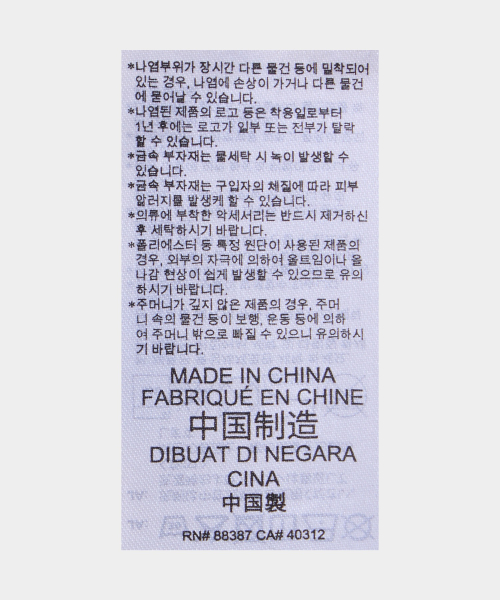 *나염부위가 장시간 다른 물건 등에 밀착되어
있는 경우, 나염에 손상이 가거나 다른 물건
에 묻어날 수 있습니다.
*나염된 제품의 로고 등은 착용일로부터
1년 후에는 로고가 일부 또는 전부가 탈락
할 수 있습니다.
*금속 부자재는 물세탁 시 녹이 발생할 수
있습니다.
*금속 부자재는 구입자의 체질에 따라 피부
알러지를 발생케 할 수 있습니다.
*의류에 부착한 악세서리는 반드시 제거하신
후 세탁하시기 바랍니다.
*폴리에스터 등 특정 원단이 사용된 제품의
경우, 외부의 자극에 의하여 올트임이나 올
나감 현상이 쉽게 발생할 수 있으므로 유의
하시기 바랍니다.
*주머니가 깊지 않은 제품의 경우, 주머
니 속의 물건 등이 보행, 운동 등에 의하
여 주머니 밖으로 빠질 수 있으니 유의하시
기 바랍니다.
MADE IN CHINA
FABRIQUÉ EN CHINE
中国制造
DIBUAT DI NEGARA
CINA
中国製
RN# 88387 CA# 40312